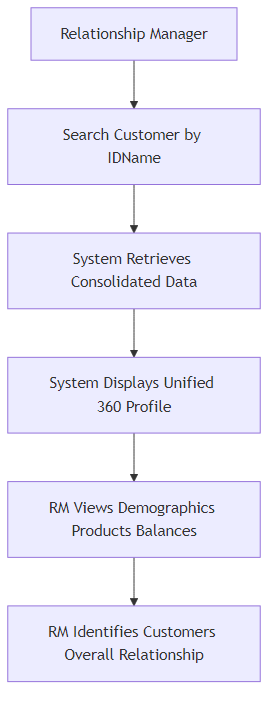 Relationship Manager
Search Customer by
IDName
System Retrieves
Consolidated Data
System Displays Unified
360 Profile
RM Views Demographics
Products Balances
RM Identifies Customers
Overall Relationship